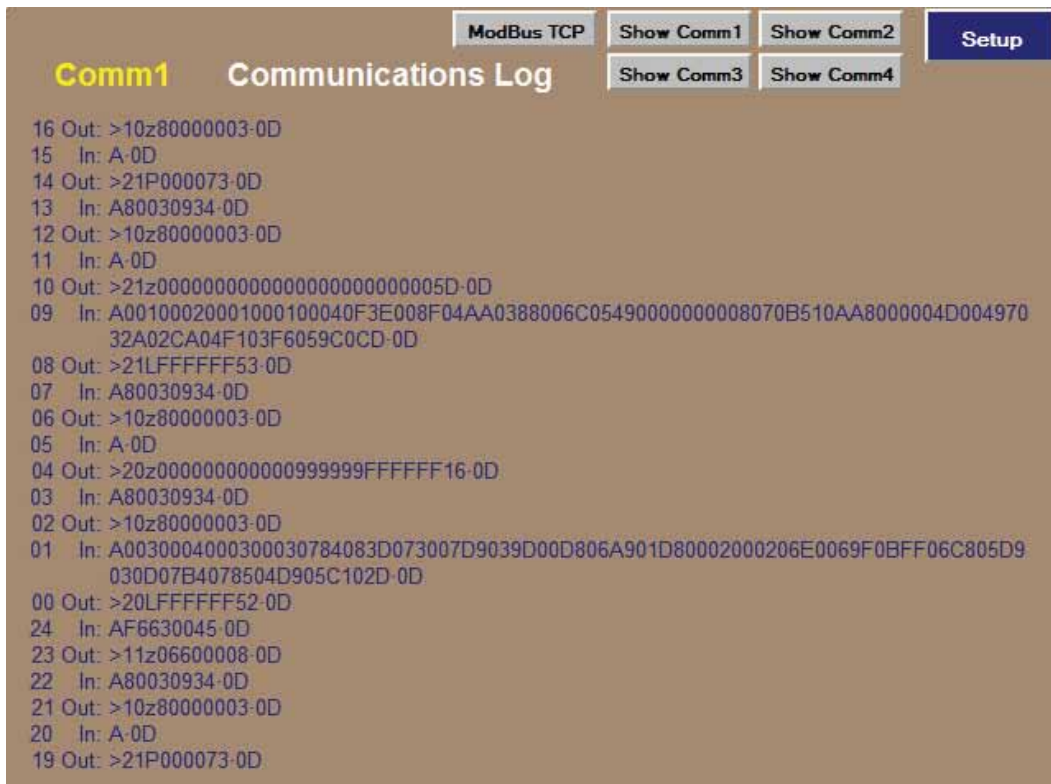 ModBus TCP Show Comm1 Show Comm2 Setup
Comm1 Communications Log Show Comm3 Show Comm4
16 Out: >10z80000003-0D
15 In: A-0D
14 Out: >21P000073-0D
13 In: A80030934-0D
12 Out: >10z80000003-0D
11 In: A-0D
10 Out: >21z0000000000000000000000005D-0D
09 In: A00100020001000100040F3E008F04AA0388006C05490000000008070B510AA8000004D004970
32A02CA04F103F6059C0CD-0D
08 Out: >21LFFFFFF53-0D
07 In: A80030934-0D
06 Out: >10z80000003-0D
05 In: A-0D
04 Out: >20z000000000000999999FFFFFF16-0D
03 In: A80030934-0D
02 Out: >10z80000003-0D
01 In: A0030004000300030784083D073007D9039D00D806A901D80002000206E0069F0BFF06C805D9
030D07B4078504D905C102D-0D
00 Out: >20LFFFFFF52-0D
24 In: AF6630045-0D
23 Out: >11z06600008-0D
22 In: A80030934-0D
21 Out: >10z80000003-0D
20 In: A-0D
19 Out: >21P000073-0D